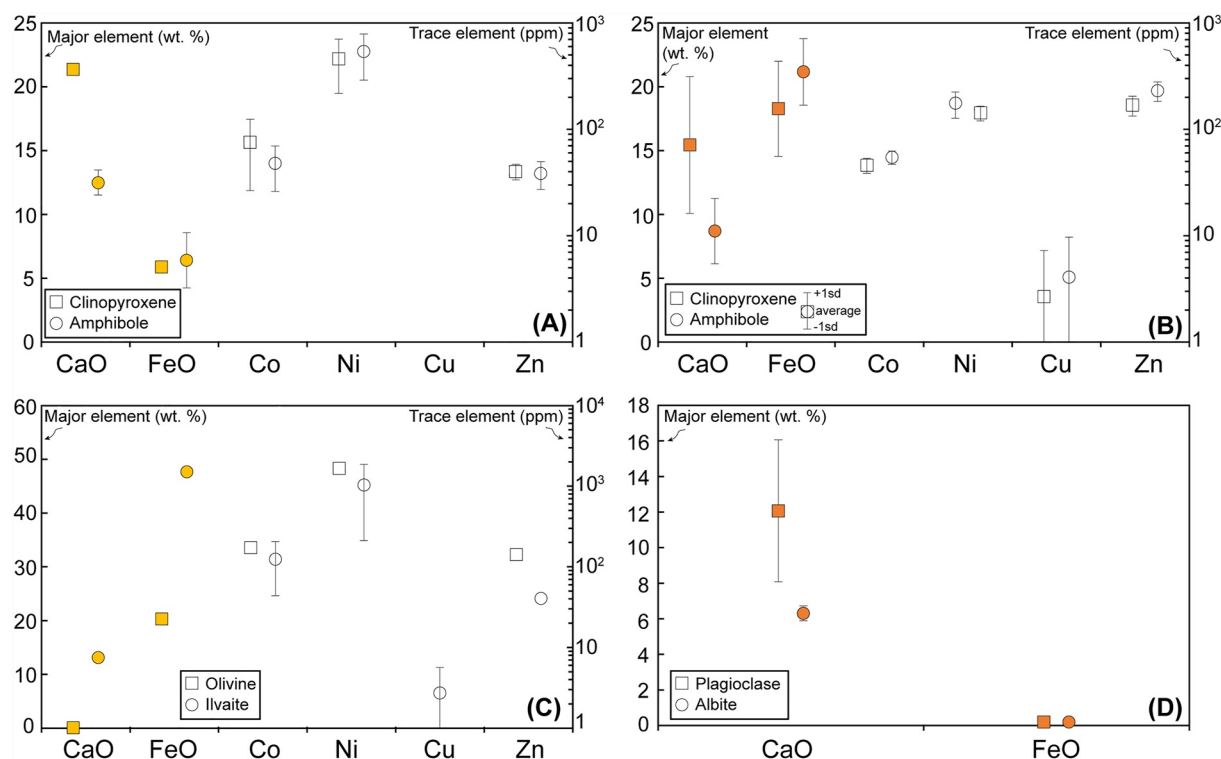 25
Major element (wt. %)
Trace element (ppm)
10³
20
15
10²
10
10
5
Clinopyroxene
Amphibole
(A)
0
1
CaO FeO Co Ni Cu Zn
25
Major element
(wt. %)
Trace element (ppm)
10³
20
10²
15
10
10
5
Clinopyroxene
Amphibole
+1sd
average
-1sd
(B)
0
1
CaO FeO Co Ni Cu Zn
60
Major element (wt. %)
Trace element (ppm)
10⁴
50
10³
40
30
10²
20
10
10
Olivine
Ilvaite
(C)
0
1
CaO FeO Co Ni Cu Zn
18
Major element (wt. %)
16
14
12
10
8
6
4
2
Plagioclase
Albite
(D)
0
CaO FeO